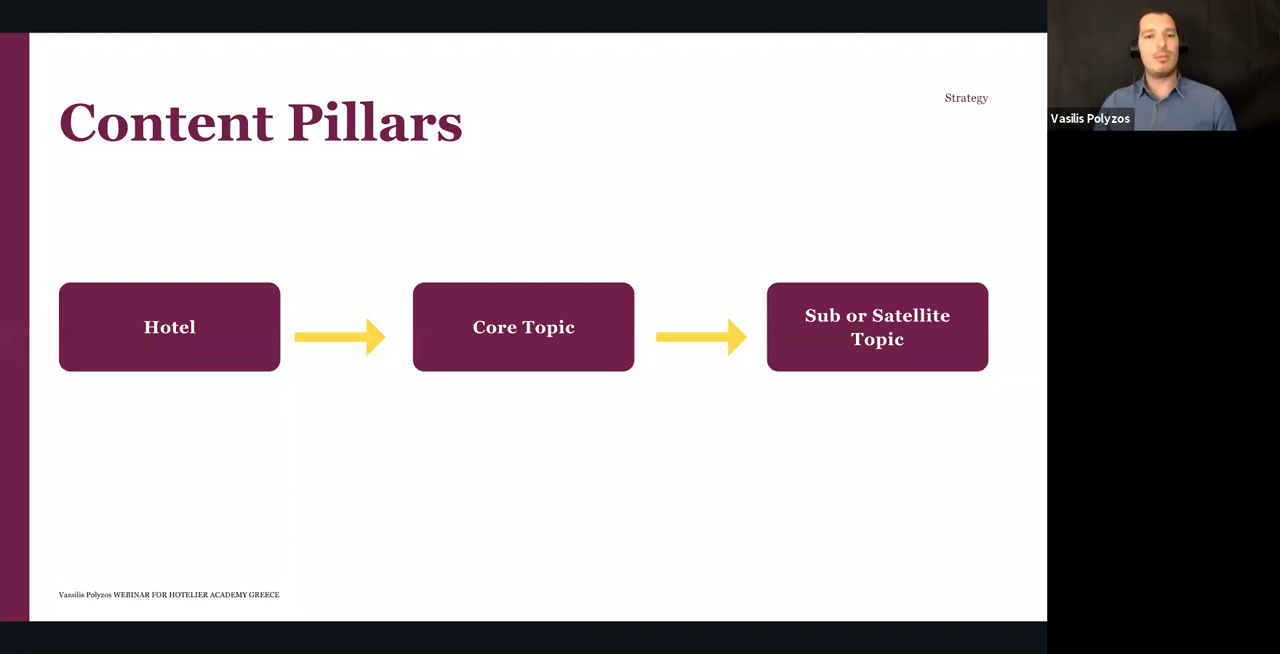 Content Pillars
Strategy
Vasilis Polyzos
Hotel
Core Topic
Sub or Satellite
Topic
Vassilis Polyzos WEBINAR FOR HOTELIER ACADEMY GREECE